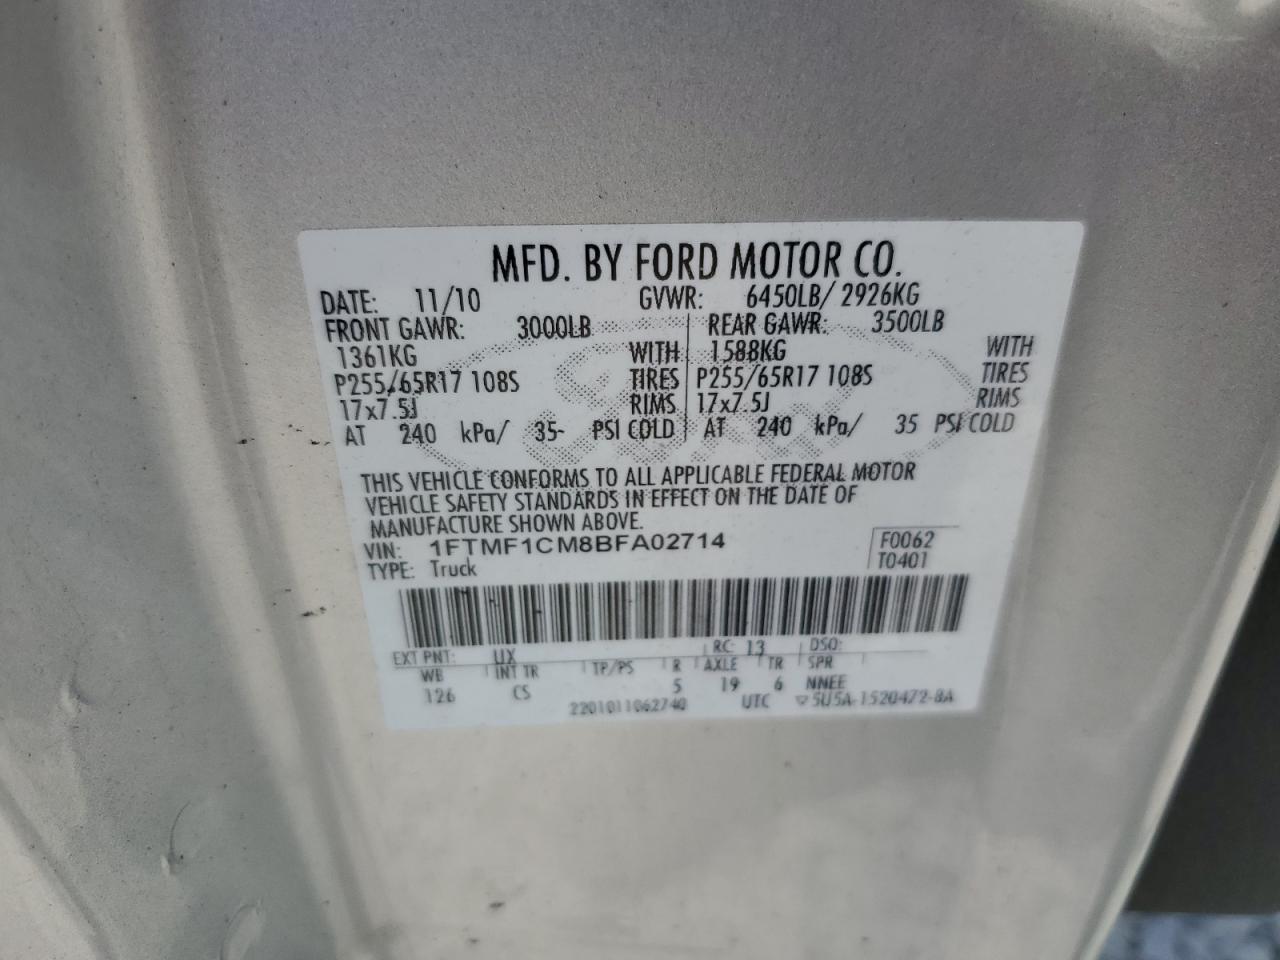 MFD. BY FORD MOTOR CO.
DATE: 11/10 GVWR: 6450LB/ 2926KG
FRONT GAWR: 3000LB REAR GAWR: 3500LB
1361KG WITH 1588KG WITH
P255/65R17 108S TIRES P255/65R17 108S TIRES
17x7.5J RIMS 17x7.5J RIMS
AT 240 kPa/ 35- PSI COLD AT 240 kPa/ 35 PSI COLD
THIS VEHICLE CONFORMS TO ALL APPLICABLE FEDERAL MOTOR
VEHICLE SAFETY STANDARDS IN EFFECT ON THE DATE OF
MANUFACTURE SHOWN ABOVE.
VIN: 1FTMF1CM8BFA02714 F0062
TYPE: Truck T0401
EXT PNT: UX RC: 13 DSO:
WB INT TR TP/PS R AXLE TR SPR
126 CS 5 19 6 NNEE
2201011062740 UTC ▽5U5A-1520472-BA